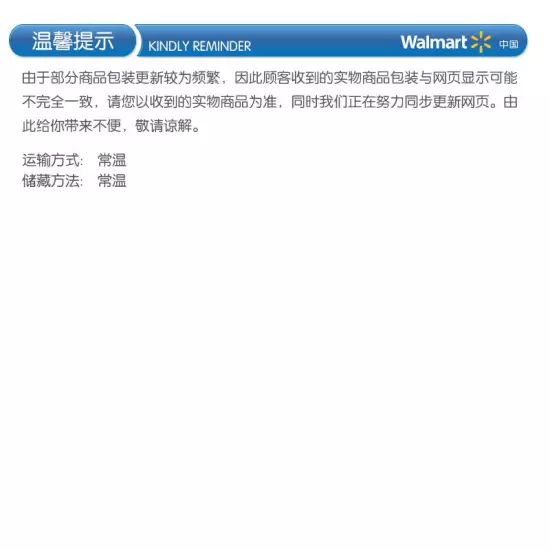 温馨提示 KINDLY REMINDER Walmart 中国
由于部分商品包装更新较为频繁，因此顾客收到的实物商品包装与网页显示可能
不完全一致，请您以收到的实物商品为准，同时我们正在努力同步更新网页。由
此给你带来不便，敬请谅解。
运输方式： 常温
储藏方法： 常温